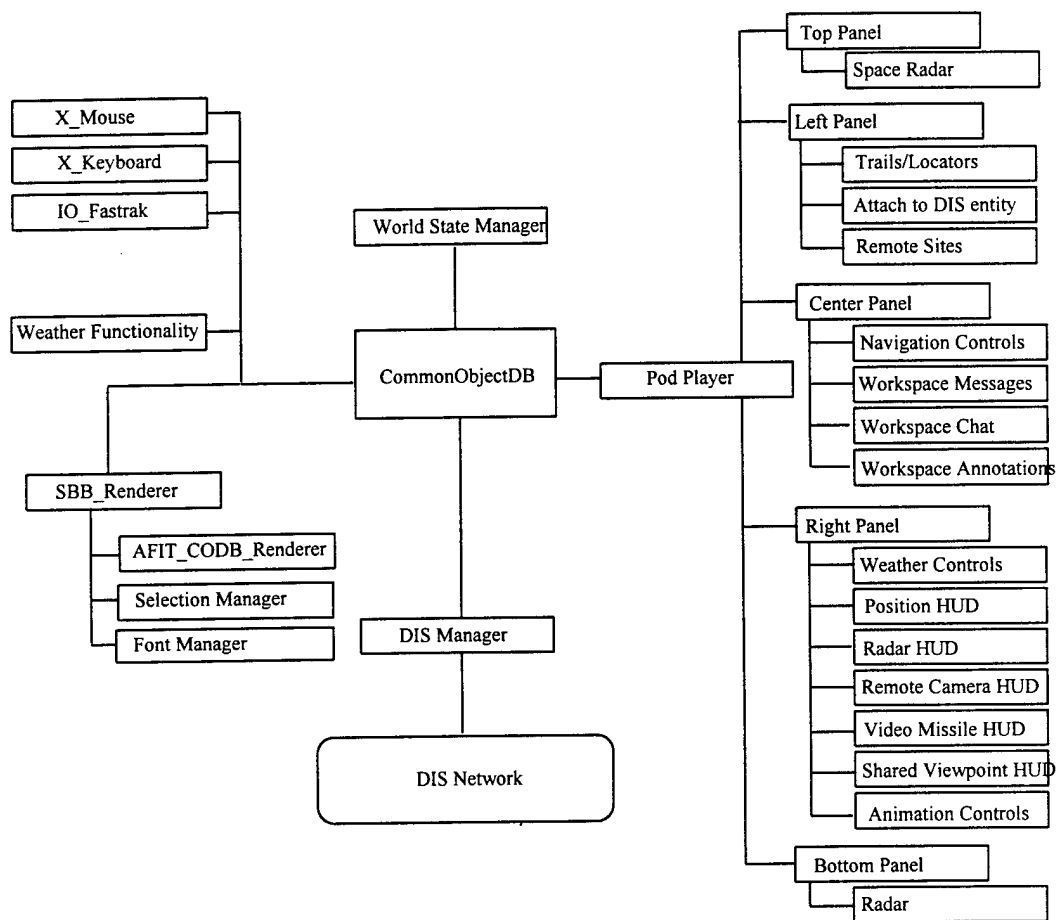 Top Panel
Space Radar
X_Mouse
Left Panel
X_Keyboard
Trails/Locators
IO_Fastrak
Attach to DIS entity
World State Manager
Remote Sites
Center Panel
Weather Functionality
Navigation Controls
CommonObjectDB
Pod Player
Workspace Messages
Workspace Chat
Workspace Annotations
SBB_Renderer
Right Panel
AFIT_CODB_Renderer
Weather Controls
Selection Manager
Position HUD
Font Manager
DIS Manager
Radar HUD
Remote Camera HUD
Video Missile HUD
DIS Network
Shared Viewpoint HUD
Animation Controls
Bottom Panel
Radar